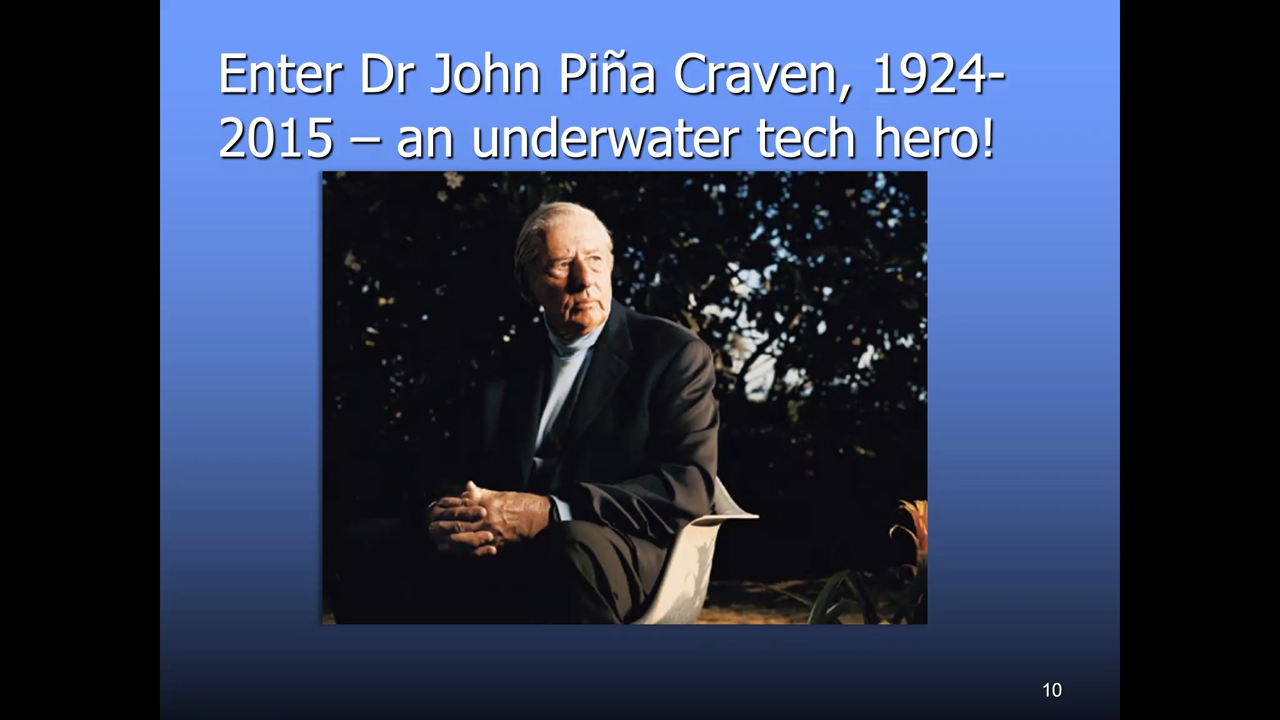 Enter Dr John Piña Craven, 1924-
2015 – an underwater tech hero!
10